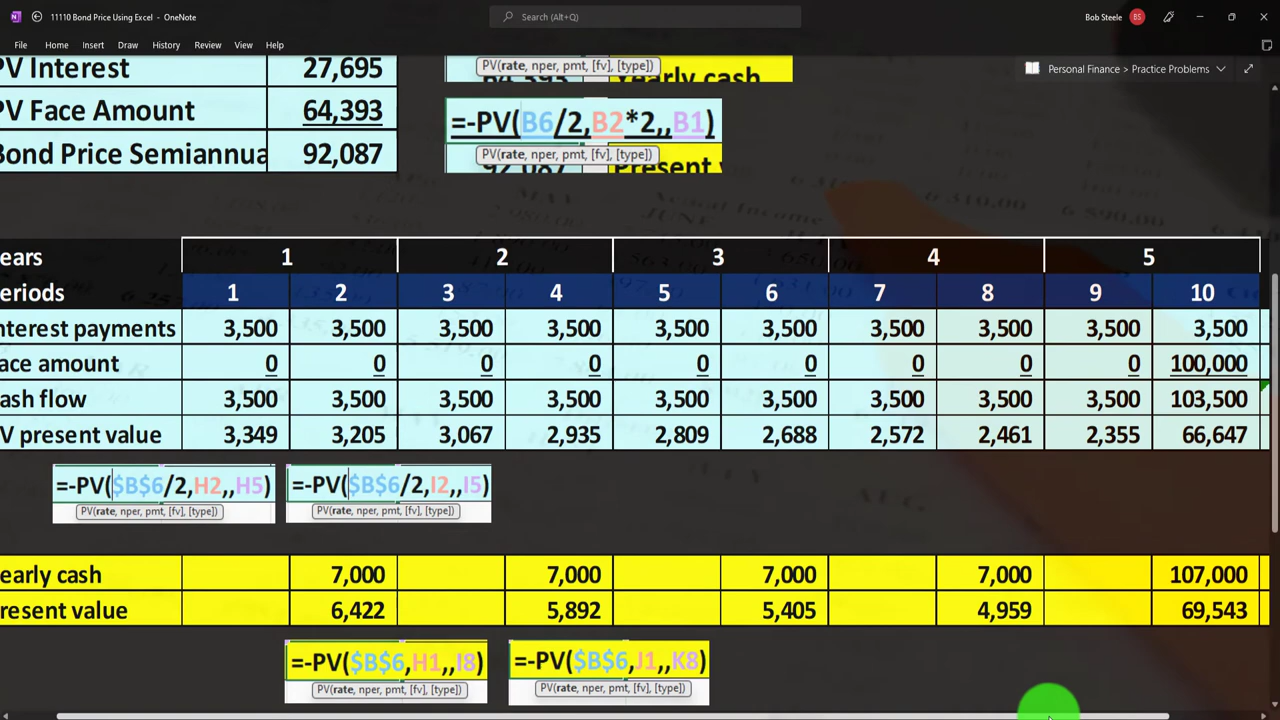 11110 Bond Price Using Excel - OneNote
Search (Alt+Q)
Bob Steele BS
File Home Insert Draw History Review View Help
PV Interest 27,695
PV(rate, nper, pmt, [fv], [type])
Yearly cash
Personal Finance > Practice Problems
PV Face Amount 64,393
=-PV(B6/2,B2*2,,B1)
PV(rate, nper, pmt, [fv], [type])
Bond Price Semiannua 92,087
92,087 Present v
ears 1 2 3 4 5
eriods 1 2 3 4 5 6 7 8 9 10
nterest payments 3,500 3,500 3,500 3,500 3,500 3,500 3,500 3,500 3,500 3,500
ace amount 0 0 0 0 0 0 0 0 0 100,000
ash flow 3,500 3,500 3,500 3,500 3,500 3,500 3,500 3,500 3,500 103,500
V present value 3,349 3,205 3,067 2,935 2,809 2,688 2,572 2,461 2,355 66,647
=-PV($B$6/2,H2,,H5) =-PV($B$6/2,I2,,I5)
PV(rate, nper, pmt, [fv], [type]) PV(rate, nper, pmt, [fv], [type])
early cash 7,000 7,000 7,000 7,000 107,000
resent value 6,422 5,892 5,405 4,959 69,543
=-PV($B$6,H1,,I8) =-PV($B$6,J1,,K8)
PV(rate, nper, pmt, [fv], [type]) PV(rate, nper, pmt, [fv], [type])